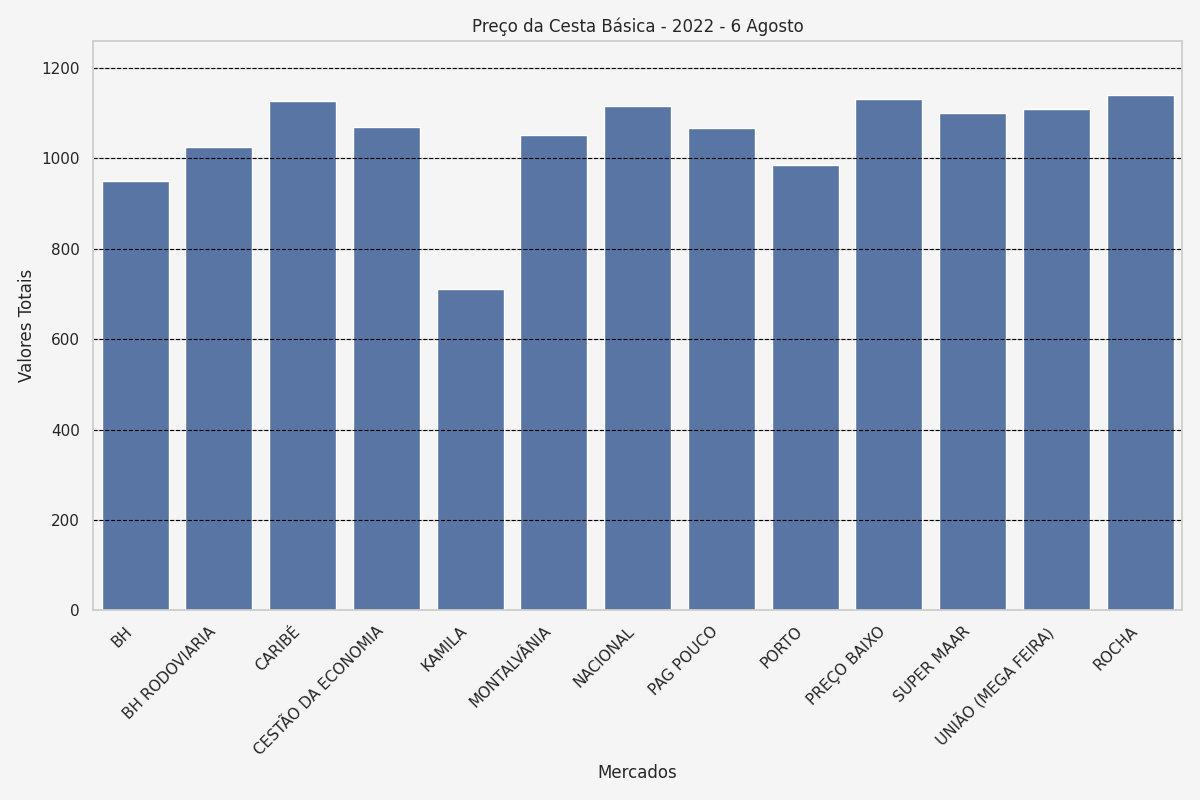 Preço da Cesta Básica - 2022 - 6 Agosto
1200
1000
800
600
400
200
0
Valores Totais
BH
BH RODOVIARIA
CARIBÉ
CESTÃO DA ECONOMIA
KAMILA
MONTALVÂNIA
NACIONAL
PAG POUCO
PORTO
PREÇO BAIXO
SUPER MAAR
UNIÃO (MEGA FEIRA)
ROCHA
Mercados